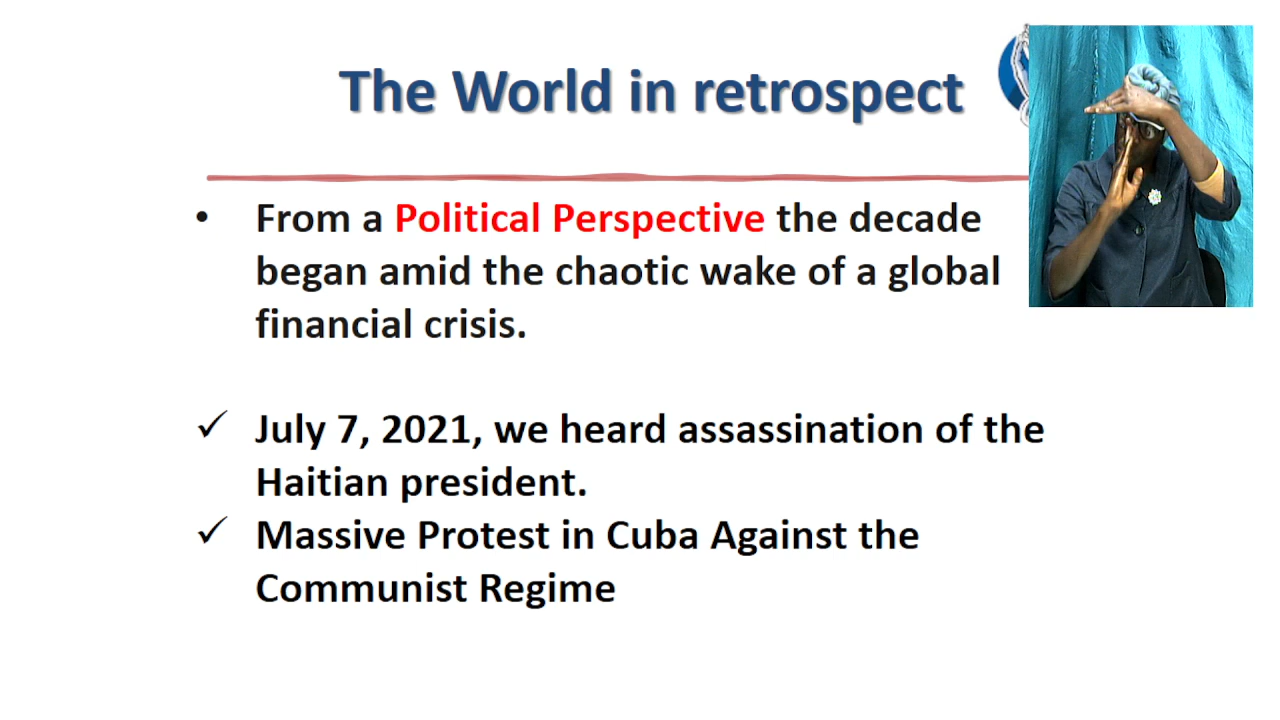 The World in retrospect
• From a Political Perspective the decade
began amid the chaotic wake of a global
financial crisis.
✓ July 7, 2021, we heard assassination of the
Haitian president.
✓ Massive Protest in Cuba Against the
Communist Regime